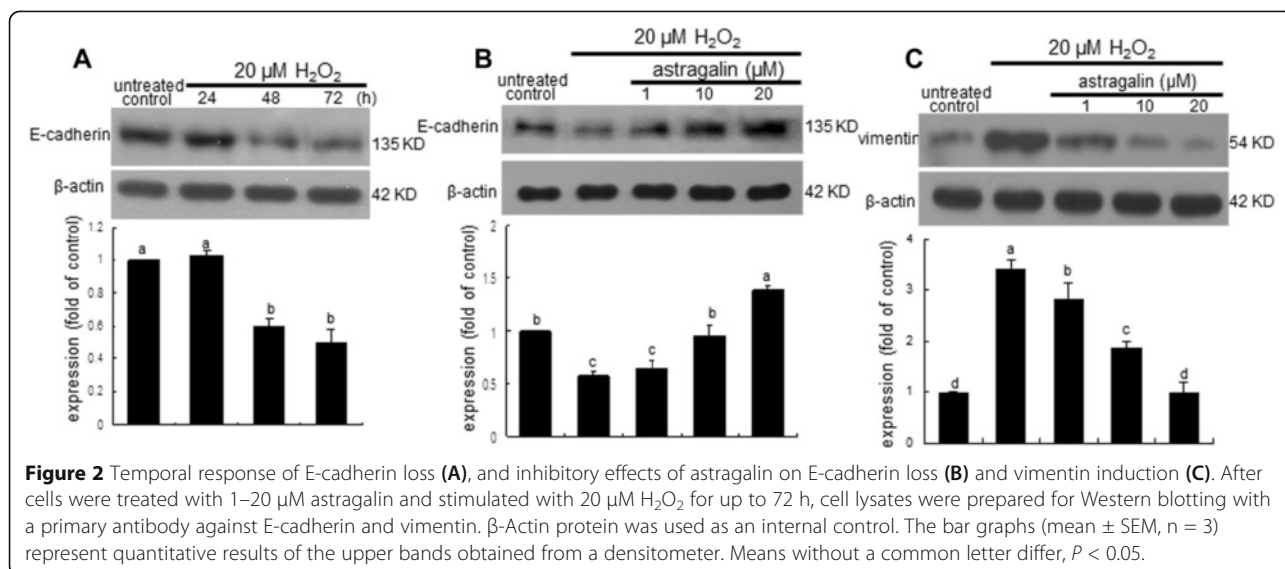 A
20 µM H₂O₂
untreated
control
24 48 72 (h)
E-cadherin
135 KD
β-actin
42 KD
expression (fold of control)
1.2
1
0.8
0.6
0.4
0.2
0
a
a
b
b
B
20 µM H₂O₂
astragalin (µM)
untreated
control
1 10 20
E-cadherin
135 KD
β-actin
42 KD
expression (fold of control)
1.5
1
0.5
0
b
c
c
b
a
C
20 µM H₂O₂
astragalin (µM)
untreated
control
1 10 20
vimentin
54 KD
β-actin
42 KD
expression (fold of control)
4
3
2
1
0
d
a
b
c
d
Figure 2 Temporal response of E-cadherin loss (A), and inhibitory effects of astragalin on E-cadherin loss (B) and vimentin induction (C). After
cells were treated with 1–20 µM astragalin and stimulated with 20 µM H₂O₂ for up to 72 h, cell lysates were prepared for Western blotting with
a primary antibody against E-cadherin and vimentin. β-Actin protein was used as an internal control. The bar graphs (mean ± SEM, n = 3)
represent quantitative results of the upper bands obtained from a densitometer. Means without a common letter differ, P < 0.05.